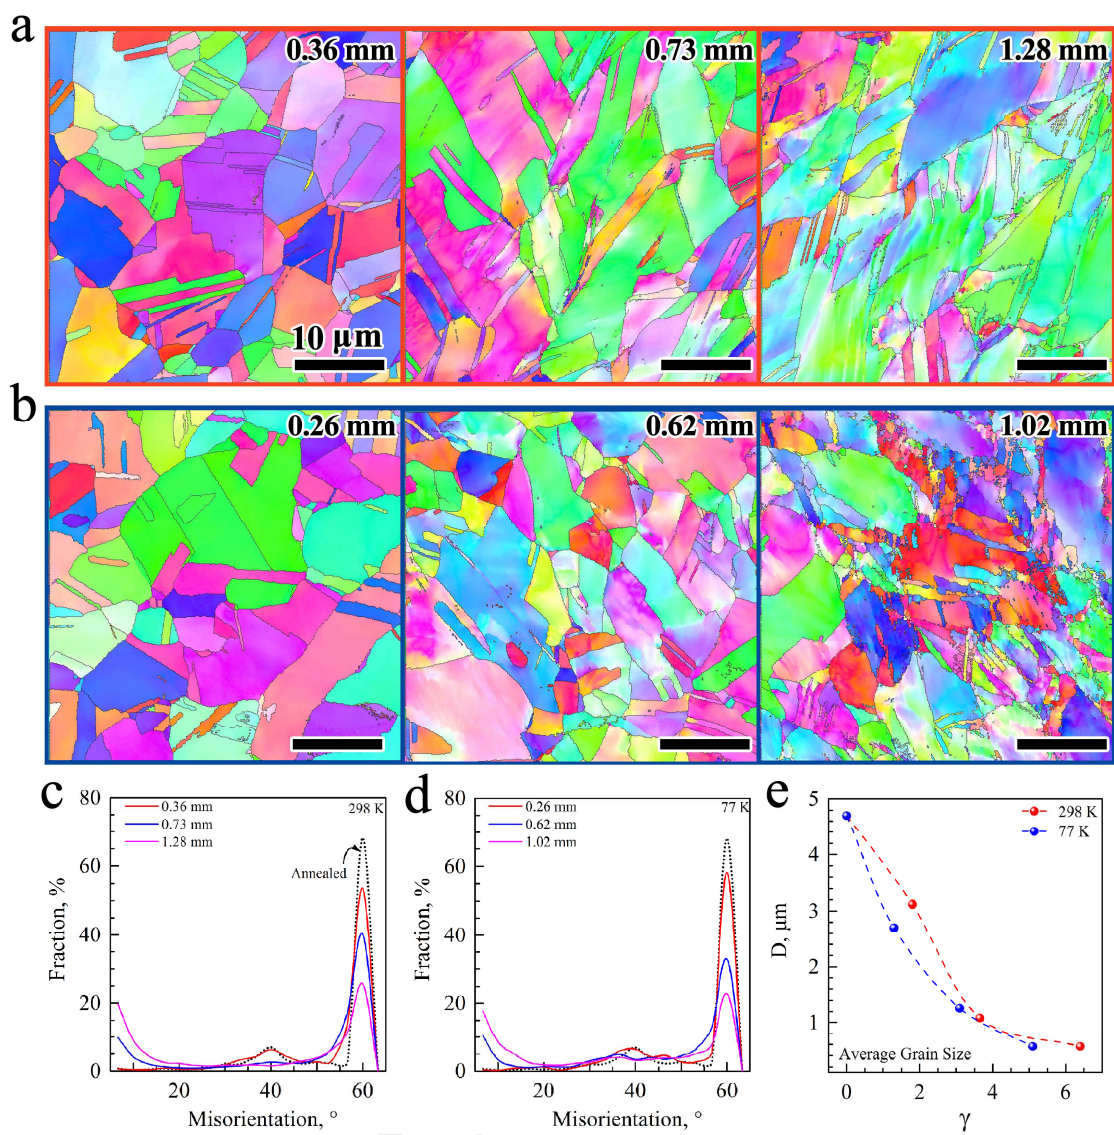 a
0.36 mm
0.73 mm
1.28 mm
10 µm
b
0.26 mm
0.62 mm
1.02 mm
c
80
60
40
20
0
0.36 mm
0.73 mm
1.28 mm
298 K
Annealed
Fraction, %
20
40
60
Misorientation, °
d
80
60
40
20
0
0.26 mm
0.62 mm
1.02 mm
77 K
Fraction, %
20
40
60
Misorientation, °
e
5
4
3
2
1
298 K
77 K
D, µm
Average Grain Size
0
2
4
6
γ